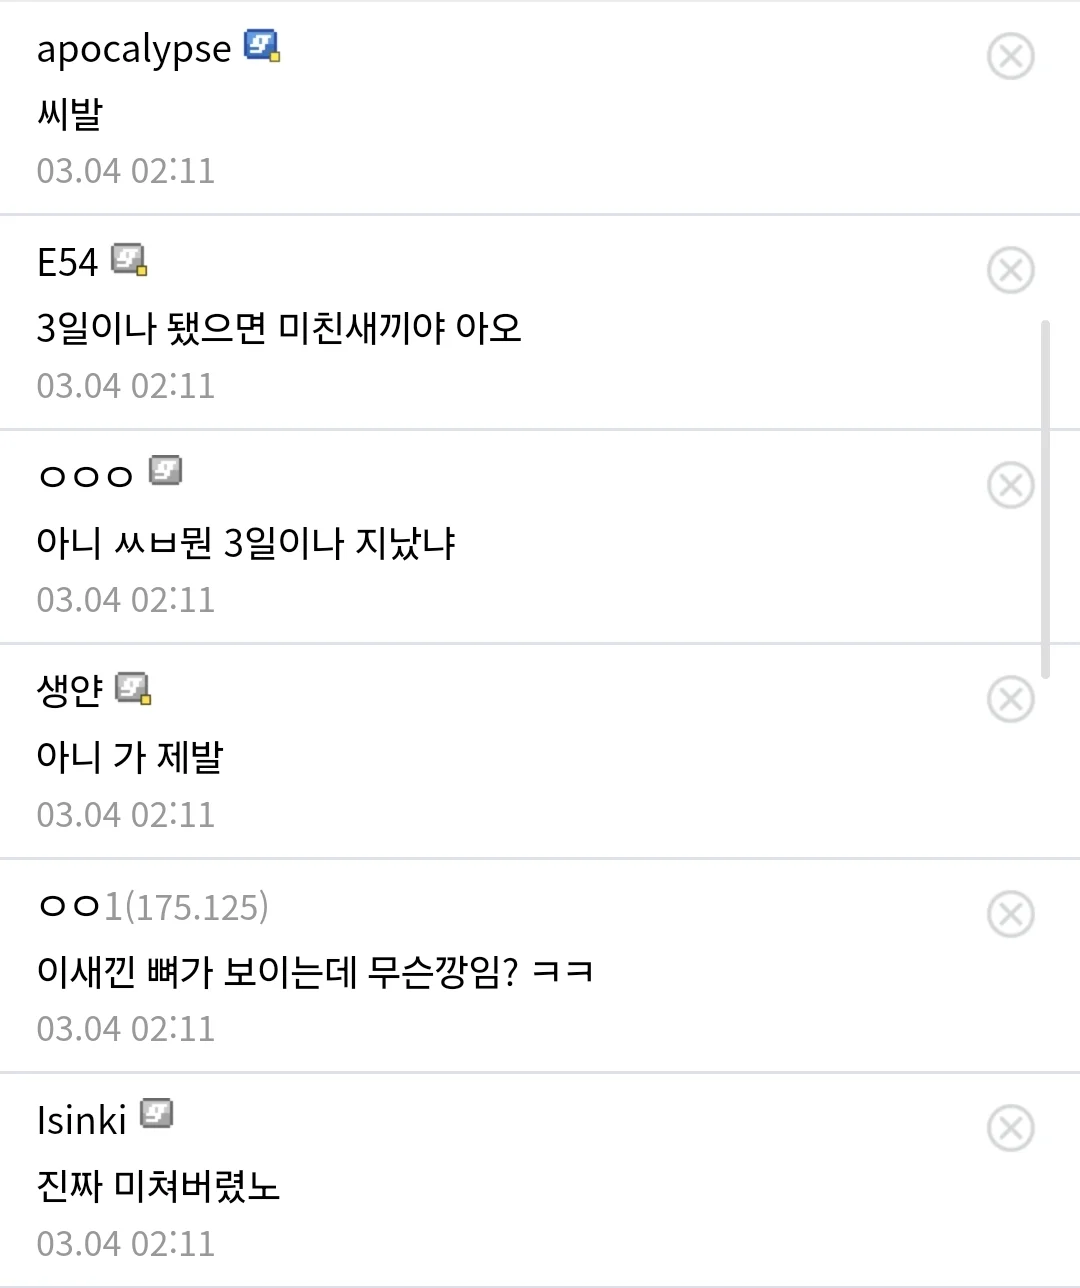 apocalypse
씨발
03.04 02:11
E54
3일이나 됐으면 미친새끼야 아오
03.04 02:11
ㅇㅇㅇ
아니 ㅆㅂ뭔 3일이나 지났냐
03.04 02:11
생얀
아니 가 제발
03.04 02:11
ㅇㅇ1(175.125)
이새낀 뼈가 보이는데 무슨깡임? ㅋㅋ
03.04 02:11
Isinki
진짜 미쳐버렸노
03.04 02:11